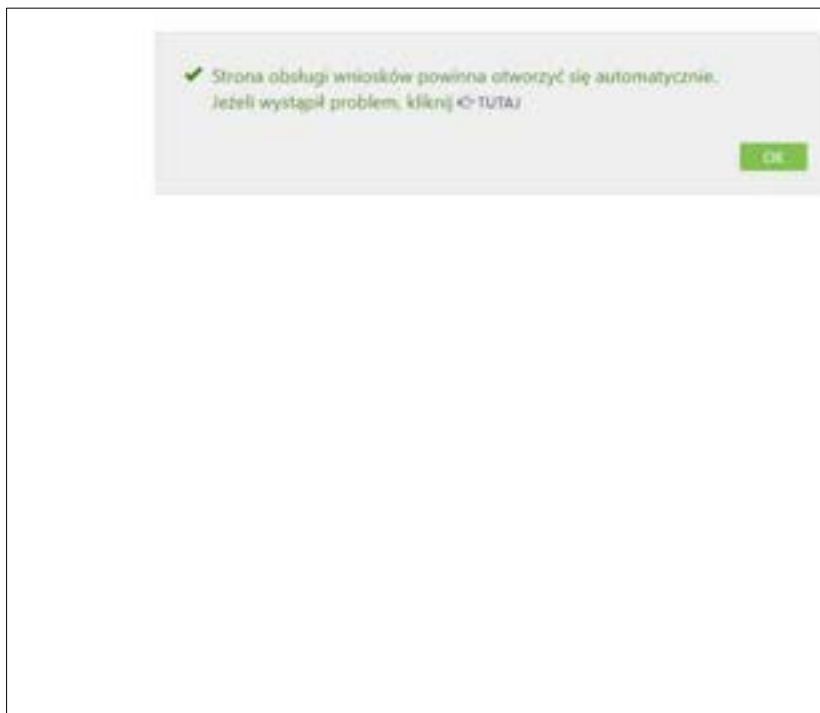 ✔ Strona obsługi wniosków powinna otworzyć się automatycznie.
Jeżeli wystąpił problem, kliknij TUTAJ
OK